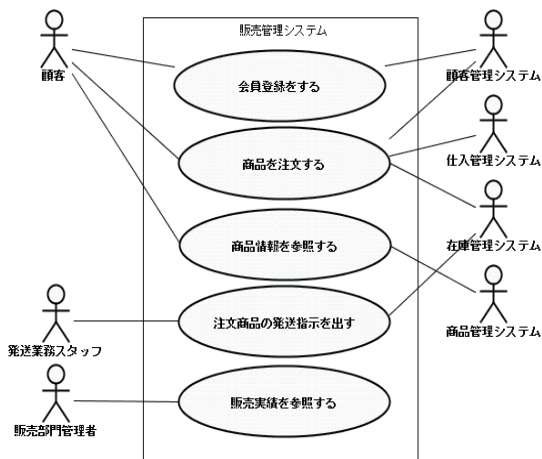 販売管理システム
顧客
顧客管理システム
会員登録をする
商品を注文する
仕入管理システム
商品情報を参照する
在庫管理システム
注文商品の発送指示を出す
商品管理システム
発送業務スタッフ
販売実績を参照する
販売部門管理者